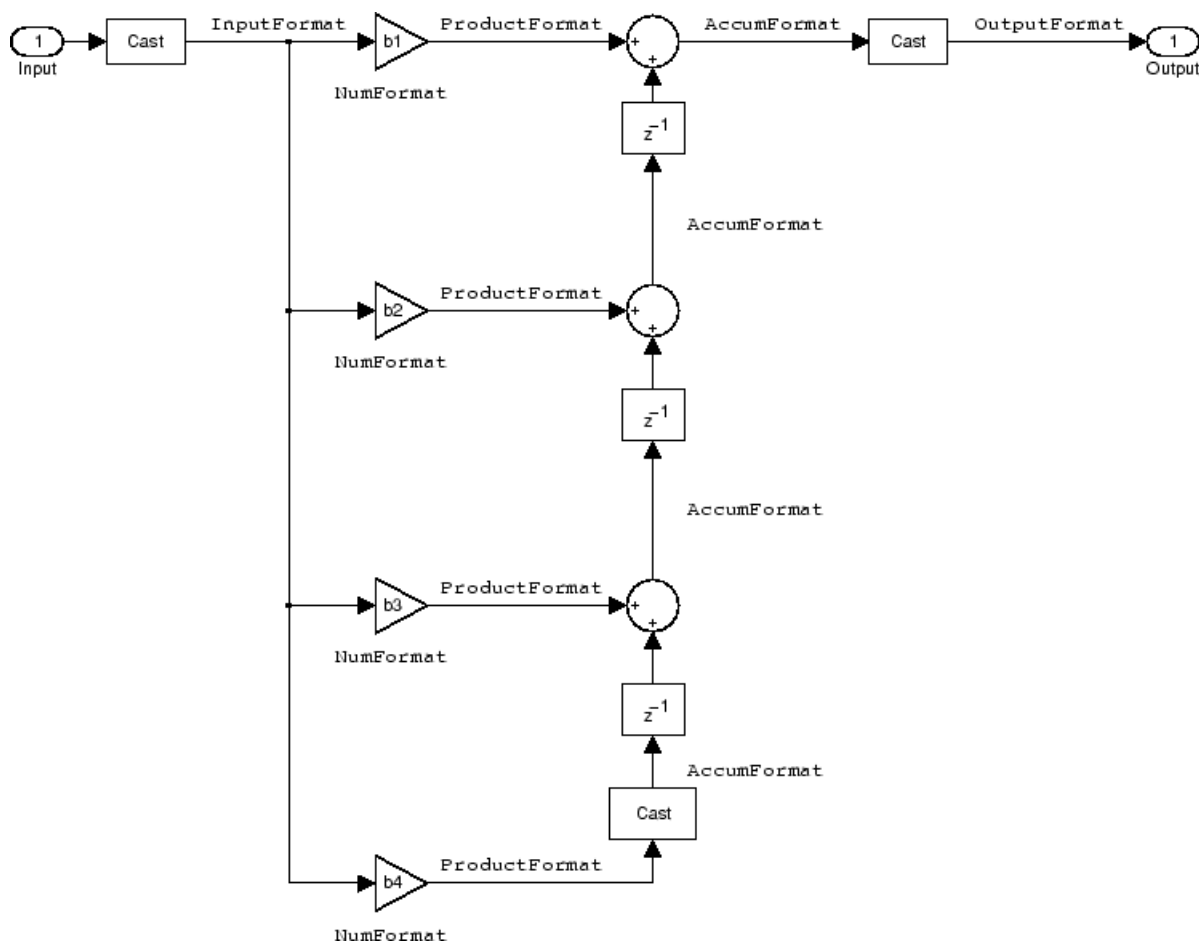 InputFormat
ProductFormat
AccumFormat
OutputFormat
1
Cast
b1
+
+
Cast
1
Input
Output
NumFormat
z-1
AccumFormat
ProductFormat
b2
+
+
NumFormat
z-1
AccumFormat
ProductFormat
b3
+
+
NumFormat
z-1
AccumFormat
Cast
ProductFormat
b4
NumFormat